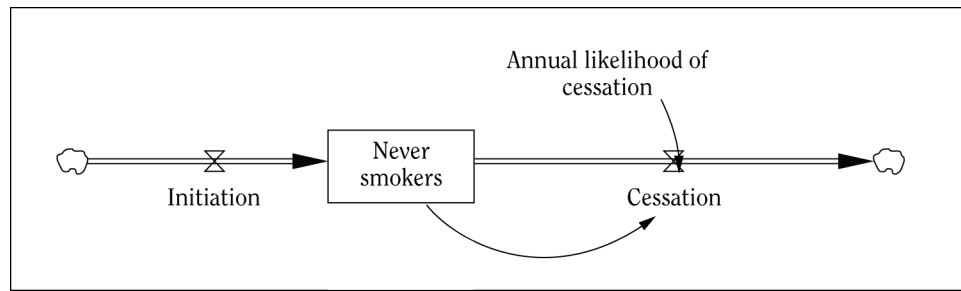 Annual likelihood of
cessation
Never
smokers
Initiation
Cessation